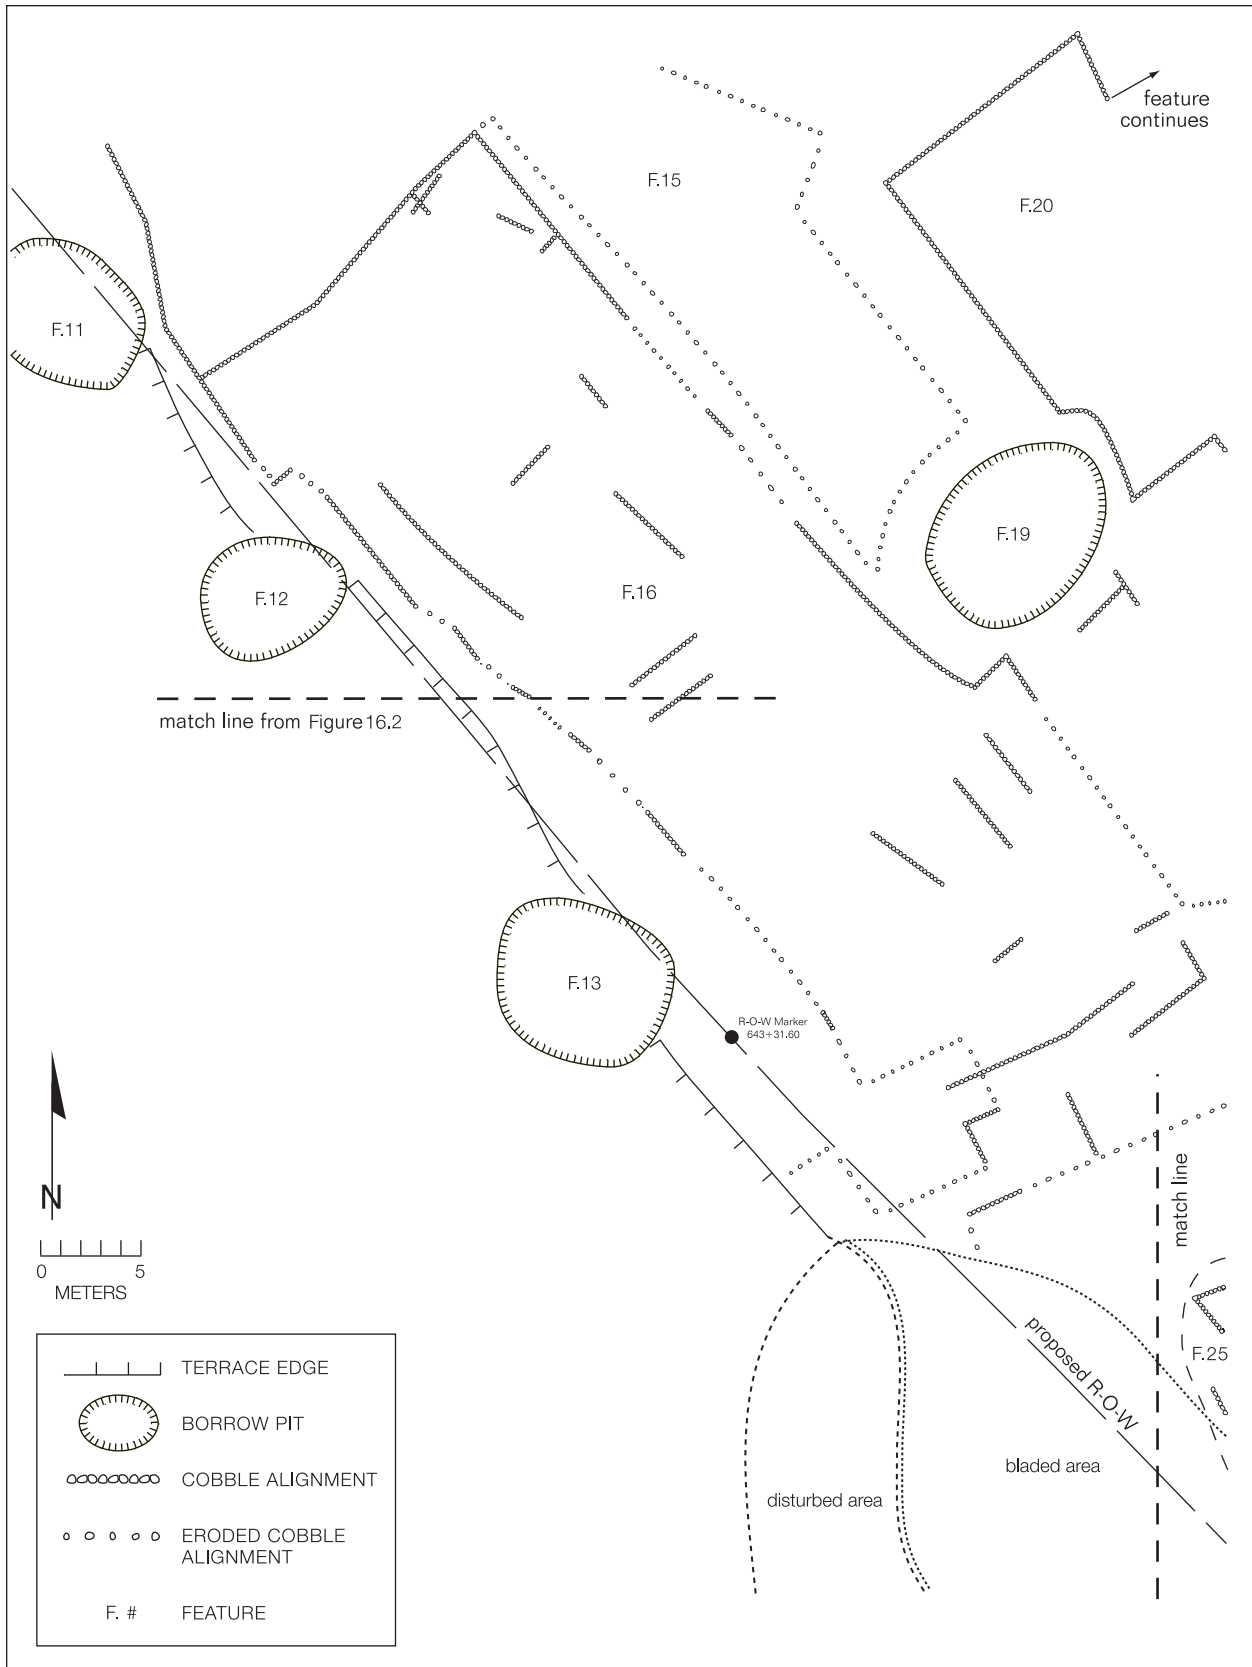 feature
continues
F.15
F.20
F.11
F.19
F.12
F.16
match line from Figure 16.2
F.13
R-O-W Marker
643+31.60
match line
N
0 5
METERS
proposed R-O-W
F.25
bladed area
disturbed area
TERRACE EDGE
BORROW PIT
COBBLE ALIGNMENT
ERODED COBBLE
ALIGNMENT
F. # FEATURE